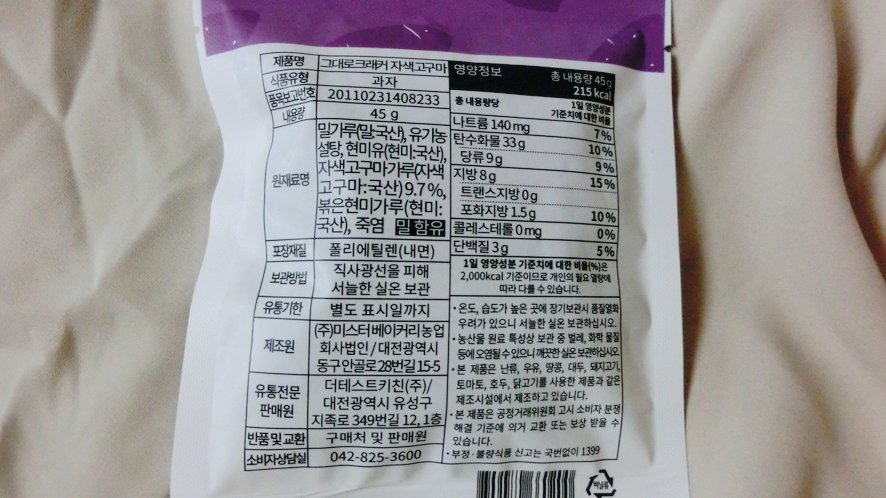 제품명 그대로크래커 자색고구마
식품유형 과자
품목보고번호 20110231408233
내용량 45 g
원재료명
밀가루(밀:국산), 유기농
설탕, 현미유(현미:국산),
자색고구마가루(자색
고구마:국산) 9.7%,
볶은현미가루(현미:
국산), 죽염 밀 함유
포장재질 폴리에틸렌(내면)
보관방법
직사광선을 피해
서늘한 실온 보관
유통기한 별도 표시일까지
제조원
(주)미스터베이커리농업
회사법인/대전광역시
동구안골로28번길 15-5
유통전문
판매원
더테스트키친(주)/
대전광역시 유성구
지족로 349번길 12, 1층
반품 및 교환 구매처 및 판매원
소비자상담실 042-825-3600
영양정보 총 내용량 45g
215 kcal
총 내용량당 1일 영양성분
기준치에 대한 비율
나트륨 140 mg 7%
탄수화물 33 g 10%
당류 9 g 9%
지방 8 g 15%
트랜스지방 0 g
포화지방 1.5 g 10%
콜레스테롤 0 mg 0%
단백질 3 g 5%
1일 영양성분 기준치에 대한 비율(%)은
2,000kcal 기준이므로 개인의 필요 열량에
따라 다를 수 있습니다.
· 온도, 습도가 높은 곳에 장기보관시 품질열화
우려가 있으니 서늘한 실온 보관하십시오.
· 농산물 원료 특성상 보관 중 벌레, 화학 물질
등에 오염될 수 있으니 깨끗한 실온 보관하십시오.
· 본 제품은 난류, 우유, 땅콩, 대두, 돼지고기,
토마토, 호두, 닭고기를 사용한 제품과 같은
제조시설에서 제조하고 있습니다.
· 본 제품은 공정거래위원회 고시 소비자 분쟁
해결 기준에 의거 교환 또는 보상 받을 수
있습니다.
· 부정·불량식품 신고는 국번없이 1399
비닐류